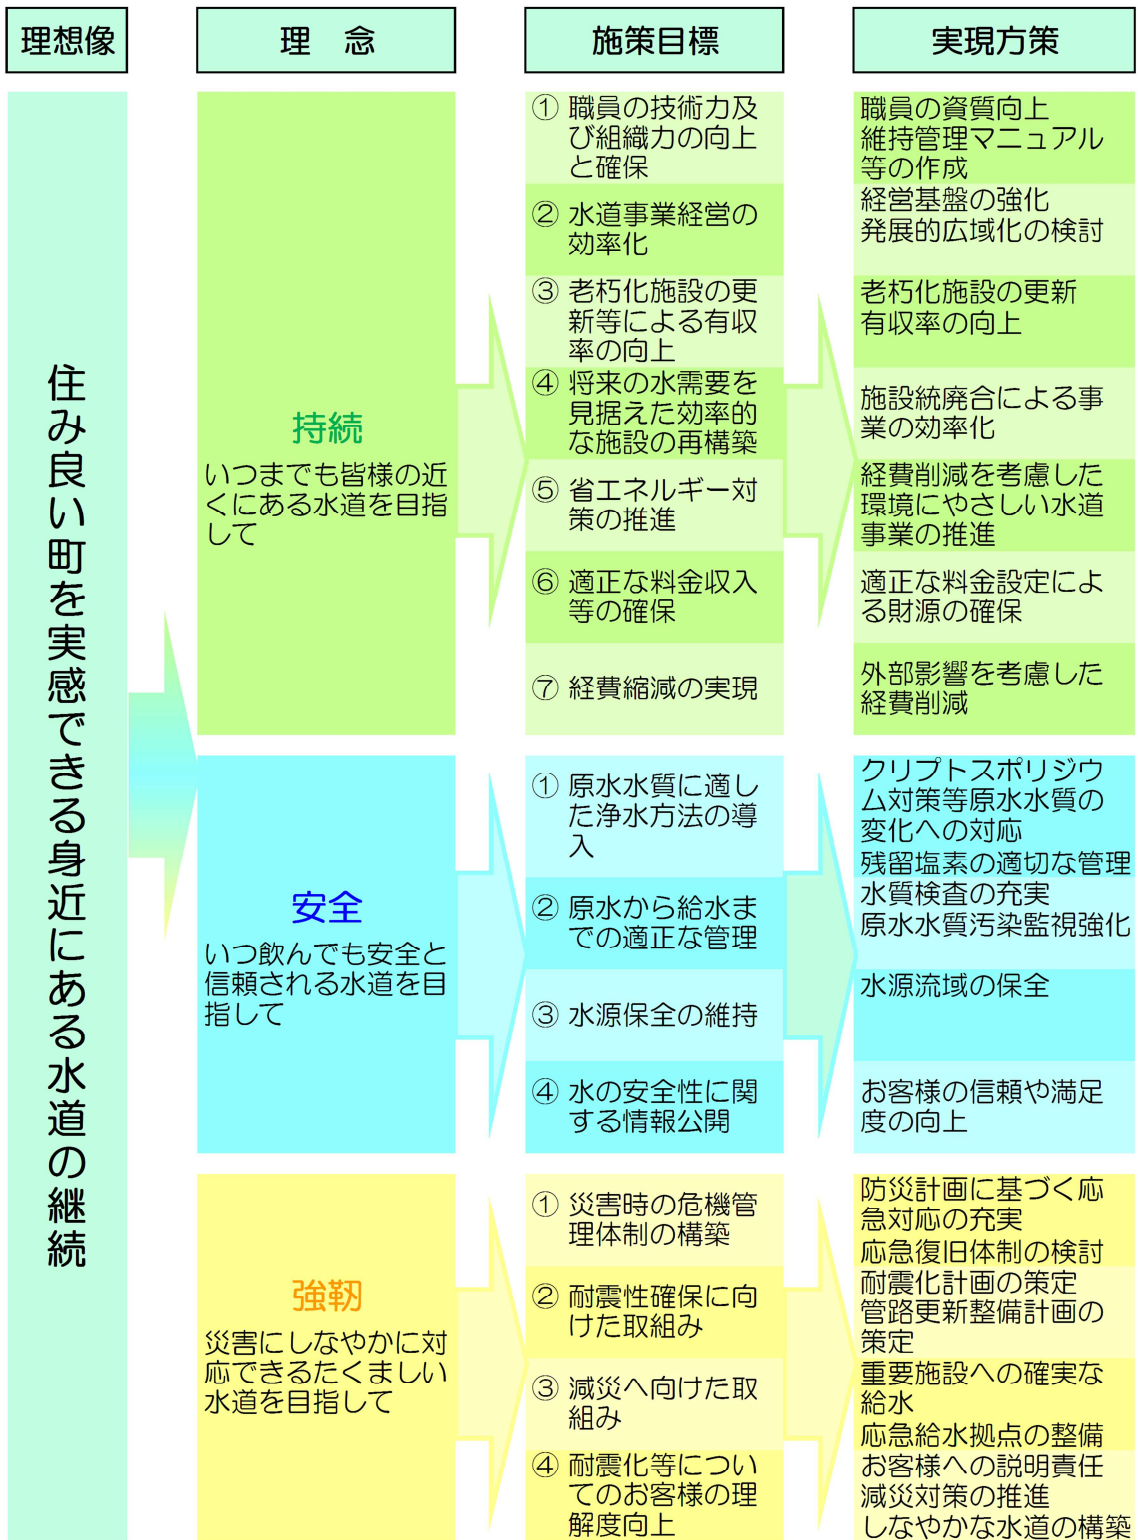 理想像
理　念
施策目標
実現方策
住み良い町を実感できる身近にある水道の継続
持続
いつまでも皆様の近
くにある水道を目指
して
① 職員の技術力及
び組織力の向上
と確保
② 水道事業経営の
効率化
③ 老朽化施設の更
新等による有収
率の向上
④ 将来の水需要を
見据えた効率的
な施設の再構築
⑤ 省エネルギー対
策の推進
⑥ 適正な料金収入
等の確保
⑦ 経費縮減の実現
職員の資質向上
維持管理マニュアル
等の作成
経営基盤の強化
発展的広域化の検討
老朽化施設の更新
有収率の向上
施設統廃合による事
業の効率化
経費削減を考慮した
環境にやさしい水道
事業の推進
適正な料金設定によ
る財源の確保
外部影響を考慮した
経費削減
安全
いつ飲んでも安全と
信頼される水道を目
指して
① 原水水質に適し
た浄水方法の導
入
② 原水から給水ま
での適正な管理
③ 水源保全の維持
④ 水の安全性に関
する情報公開
クリプトスポリジウ
ム対策等原水水質の
変化への対応
残留塩素の適切な管理
水質検査の充実
原水水質汚染監視強化
水源流域の保全
お客様の信頼や満足
度の向上
強靭
災害にしなやかに対
応できるたくましい
水道を目指して
① 災害時の危機管
理体制の構築
② 耐震性確保に向
けた取組み
③ 減災へ向けた取
組み
④ 耐震化等につい
てのお客様の理
解度向上
防災計画に基づく応
急対応の充実
応急復旧体制の検討
耐震化計画の策定
管路更新整備計画の
策定
重要施設への確実な
給水
応急給水拠点の整備
お客様への説明責任
減災対策の推進
しなやかな水道の構築